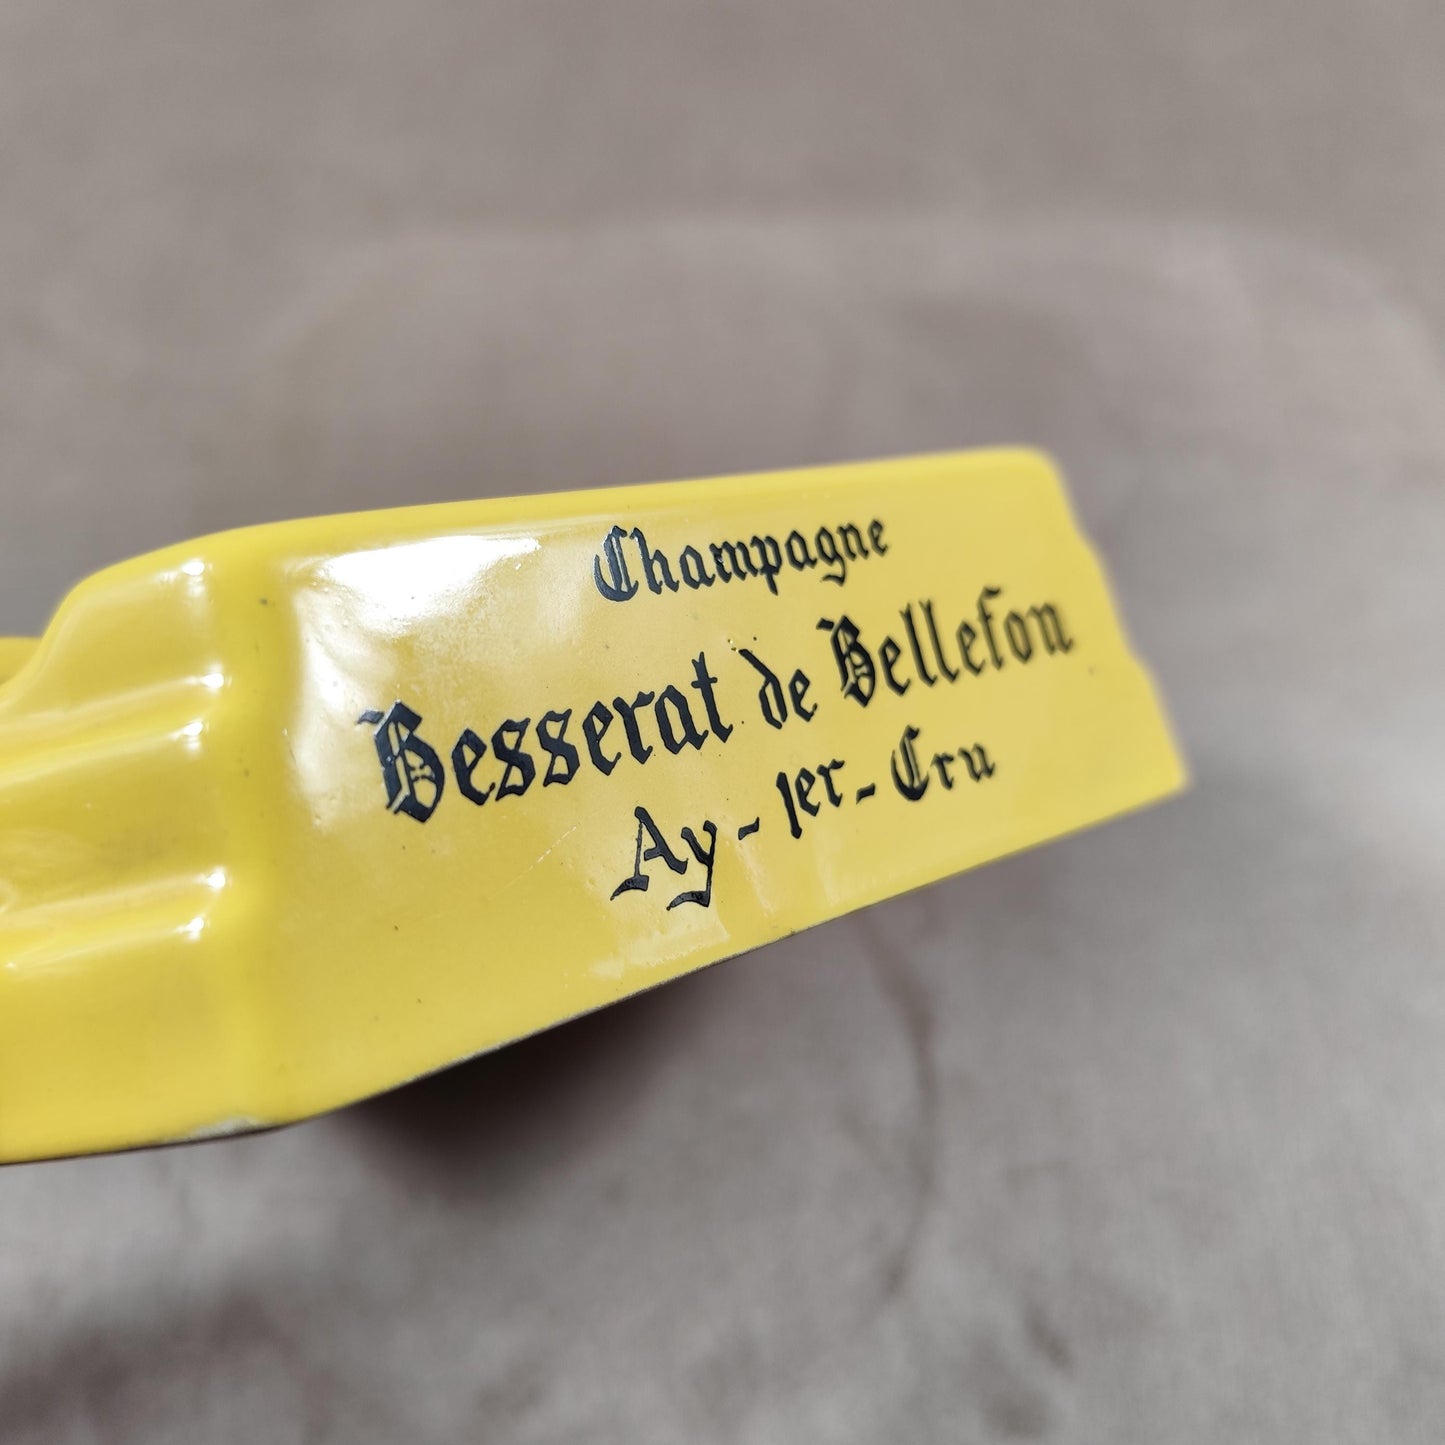 Champagne
Besserat de Bellefon
Ay - 1er - Cru